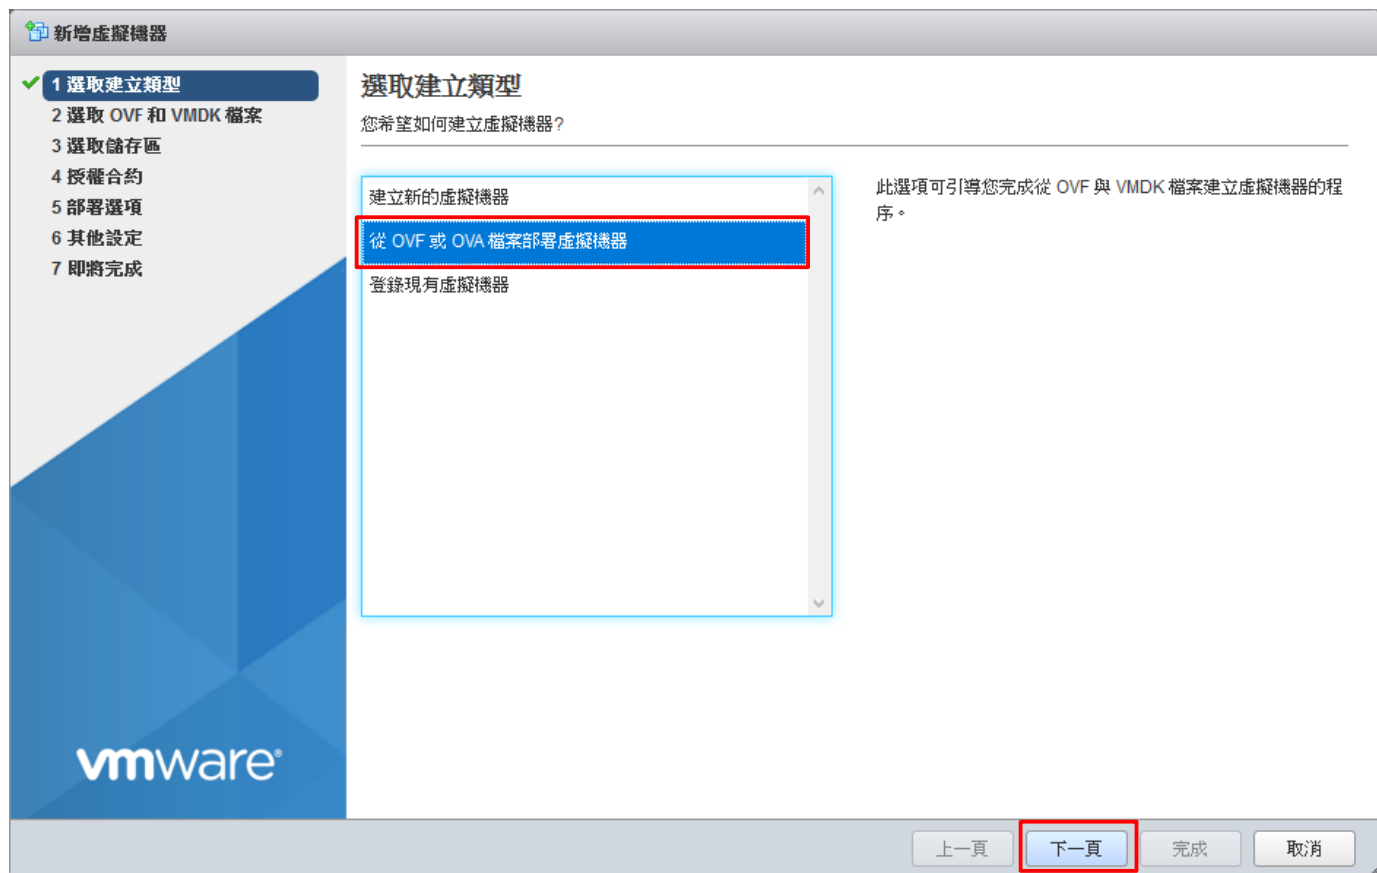 新增虛擬機器
1 選取建立類型
2 選取 OVF 和 VMDK 檔案
3 選取儲存區
4 授權合約
5 部署選項
6 其他設定
7 即將完成
vmware®
選取建立類型
您希望如何建立虛擬機器?
建立新的虛擬機器
從 OVF 或 OVA 檔案部署虛擬機器
登錄現有虛擬機器
此選項可引導您完成從 OVF 與 VMDK 檔案建立虛擬機器的程
序。
上一頁 下一頁 完成 取消